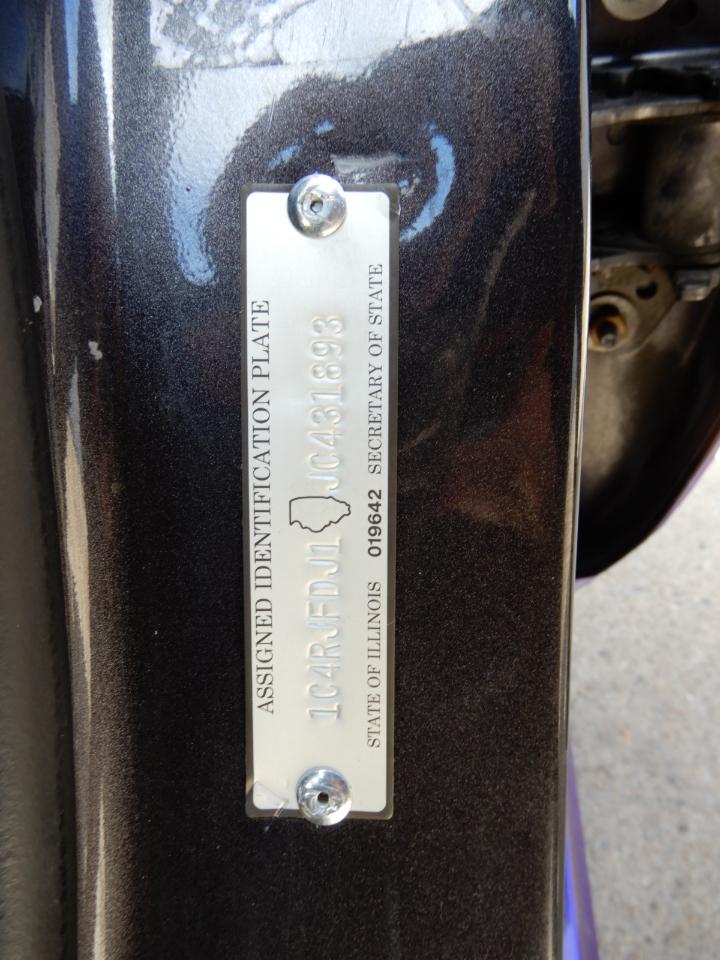 ASSIGNED IDENTIFICATION PLATE
1C4RJFDJ1 JC431893
STATE OF ILLINOIS 019642 SECRETARY OF STATE